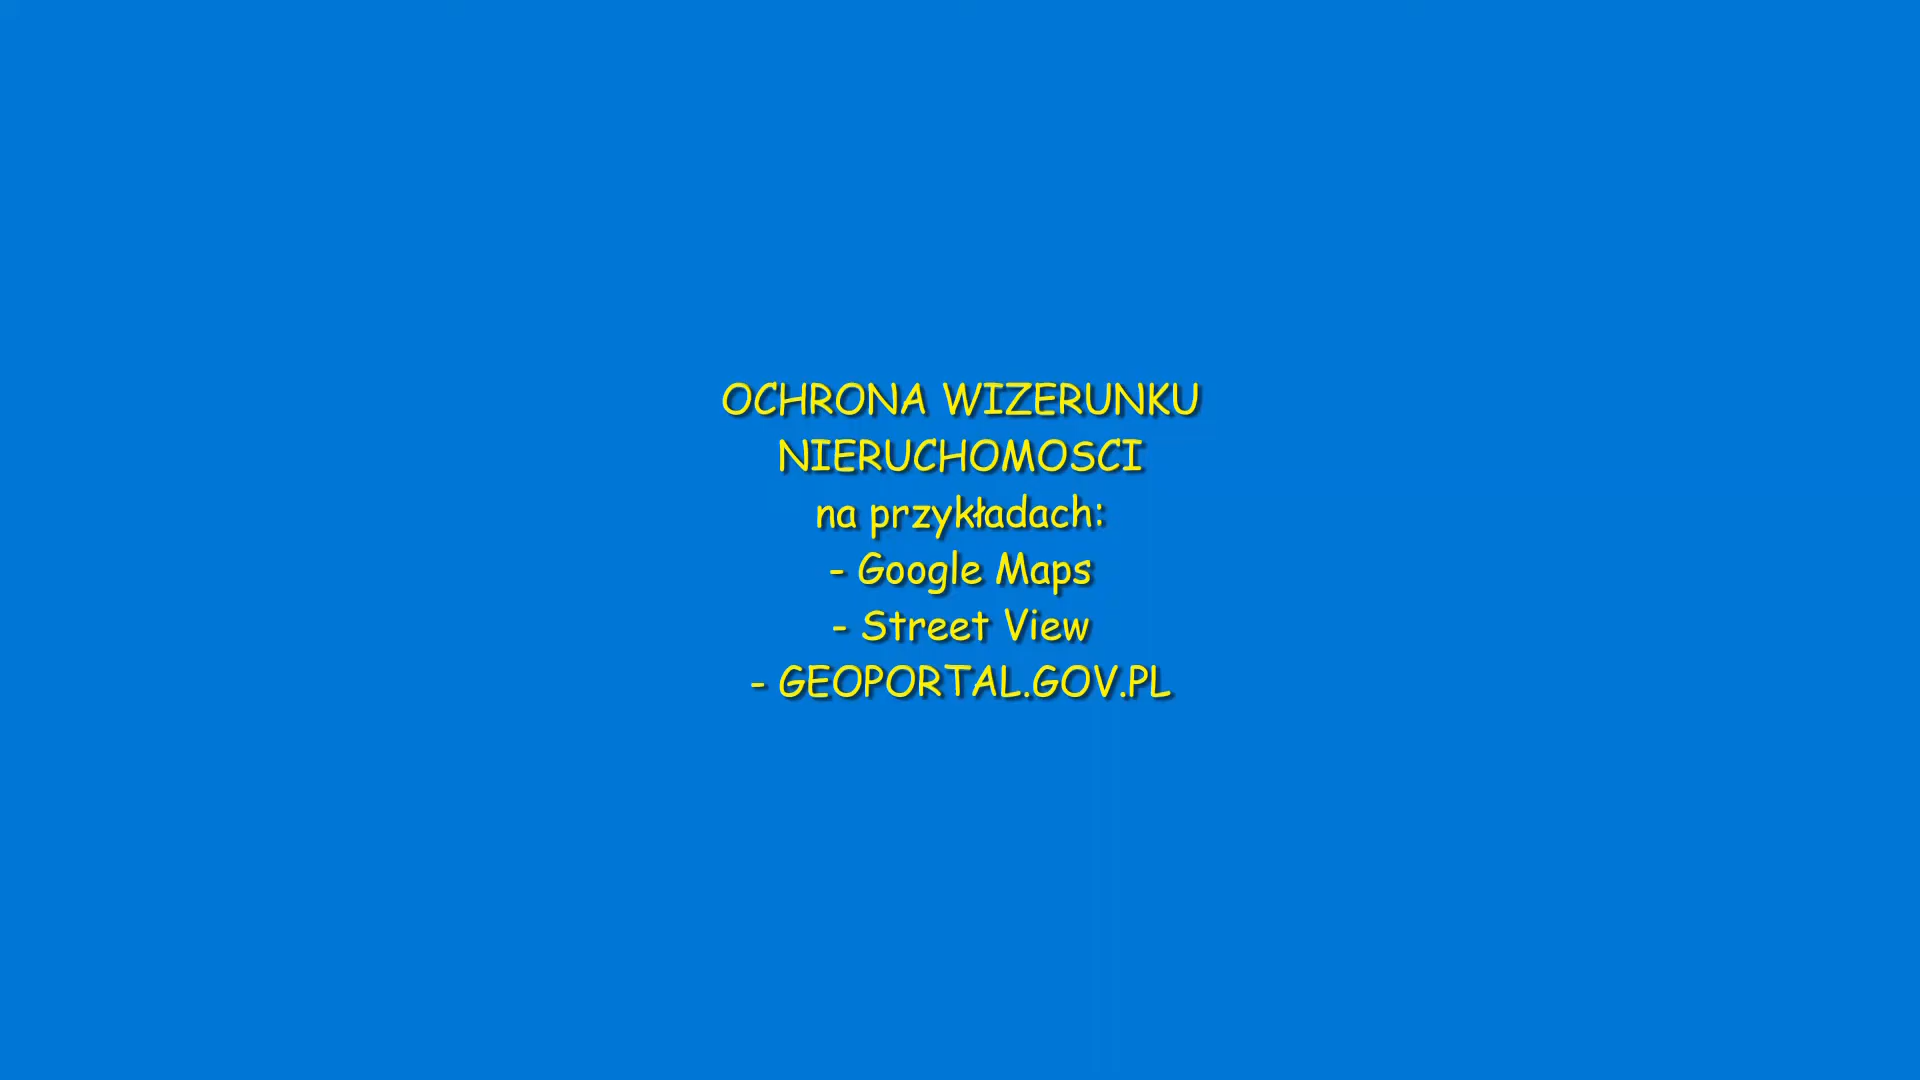 OCHRONA WIZERUNKU
NIERUCHOMOSCI
na przykładach:
- Google Maps
- Street View
- GEOPORTAL.GOV.PL